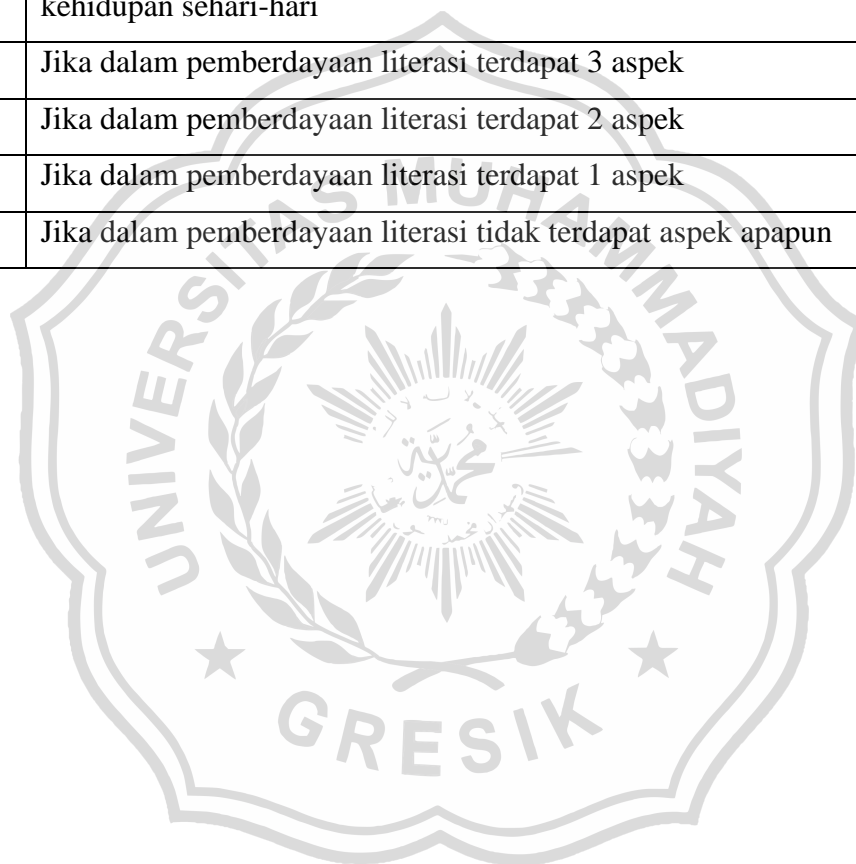 kehidupan sehari-hari
Jika dalam pemberdayaan literasi terdapat 3 aspek
Jika dalam pemberdayaan literasi terdapat 2 aspek
Jika dalam pemberdayaan literasi terdapat 1 aspek
Jika dalam pemberdayaan literasi tidak terdapat aspek apapun
UNIVERSITAS MUHAMMADIYAH
محمدية
GRESIK